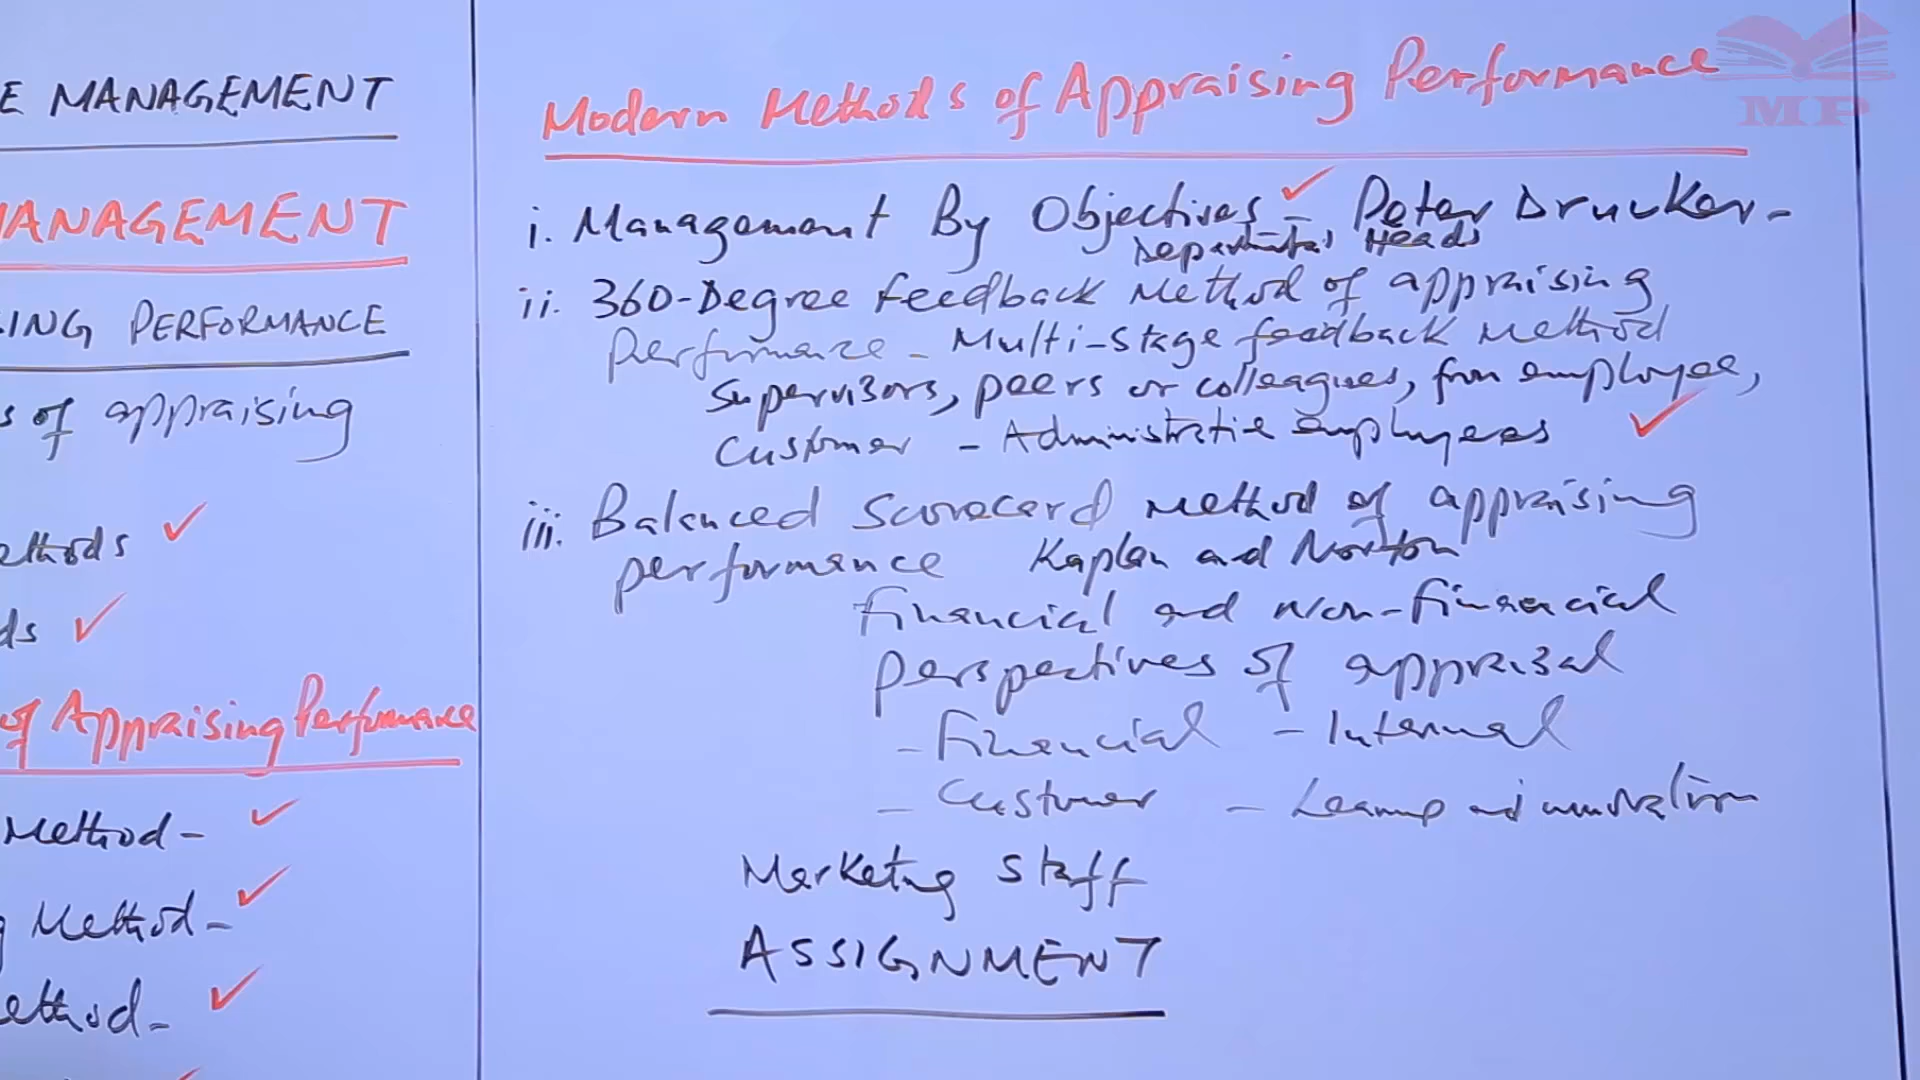 E MANAGEMENT
MANAGEMENT
SING PERFORMANCE
s of appraising
ethods ✓
ds ✓
of Appraising Performance
Method- ✓
g Method- ✓
ethod- ✓
Modern Methods of Appraising Performance
i. Management By Objectives ✓ - Peter Drucker -
Departmental Heads
ii. 360-Degree Feedback Method of appraising
performance - Multi-stage feedback Method
supervisors, peers or colleagues, from employee,
Customer - Administrative employees ✓
iii. Balanced Scorecard Method of appraising
performance Kaplan and Norton
Financial and Non-Financial
perspectives of appraisal
- Financial - Internal
- Customer - Learning and innovation
Marketing Staff
ASSIGNMENT
MP